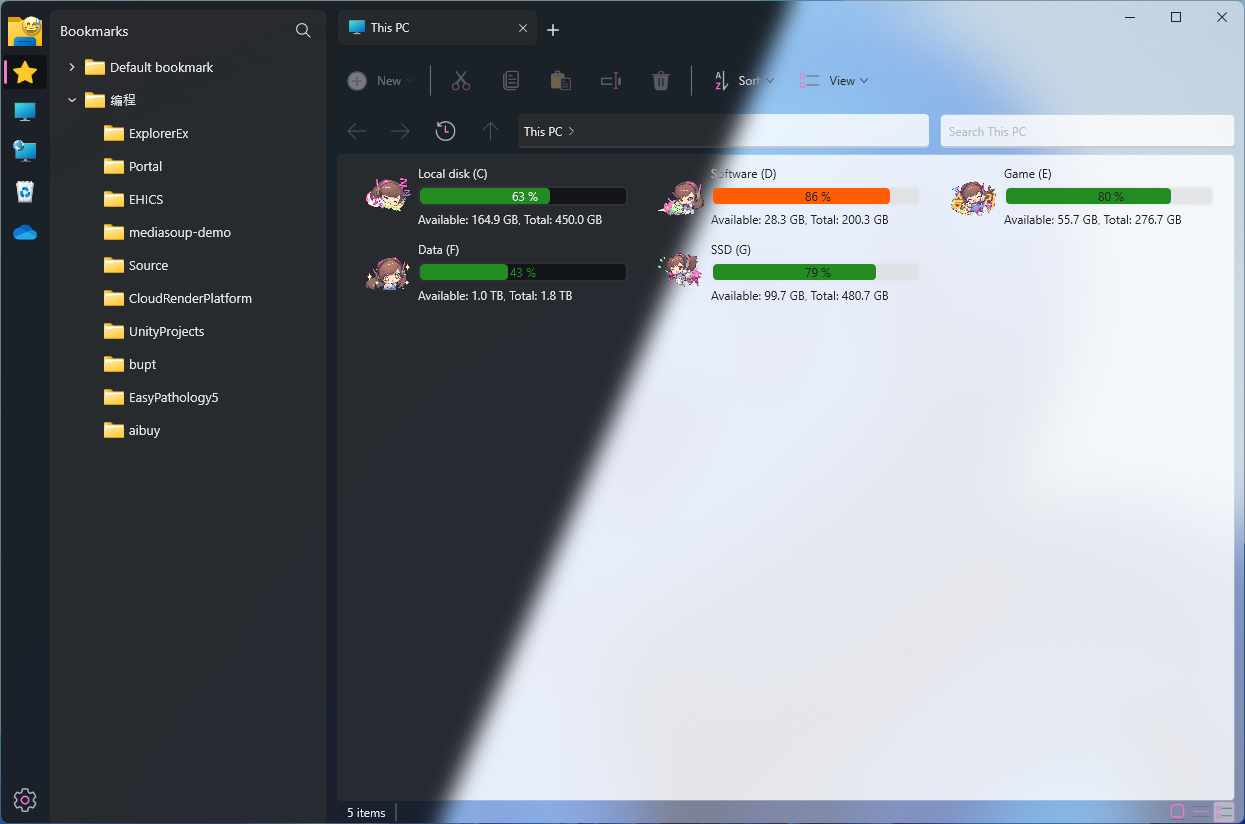 Bookmarks
Default bookmark
编程
ExplorerEx
Portal
EHICS
mediasoup-demo
Source
CloudRenderPlatform
UnityProjects
bupt
EasyPathology5
aibuy
This PC
New
Sort
View
This PC
Search This PC
Local disk (C)
63 %
Available: 164.9 GB, Total: 450.0 GB
Software (D)
86 %
Available: 28.3 GB, Total: 200.3 GB
Game (E)
80 %
Available: 55.7 GB, Total: 276.7 GB
Data (F)
43 %
Available: 1.0 TB, Total: 1.8 TB
SSD (G)
79 %
Available: 99.7 GB, Total: 480.7 GB
5 items